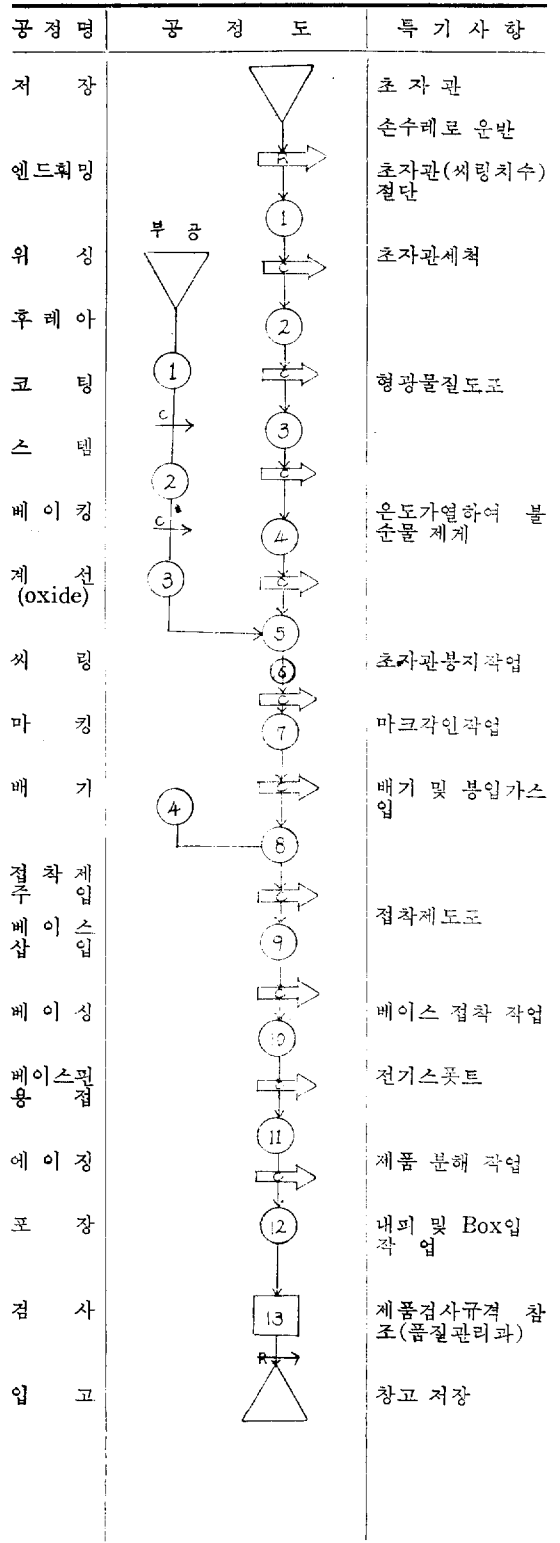 공정명 공정도 특기사항
저장 초자관
손수레로 운반
R
엔드훠밍 초자관(씨링치수)
절단
부공
1
위싱 C 초자관세척
후레아 2
1
코팅 C 형광물질도포
C
3
스템 C
2
베이킹 4 온도가열하여 불
순물 제게
C
계선 3 C
(oxide)
5
씨링 6 초자관봉지작업
C
마킹 7 마크각인작업
배기 C 배기 및 봉입가스
입
4
8
접착제
주입 C
접착제도포
베이스
삽입 9
C
베이싱 베이스 접착 작업
10
베이스핀 C 전기스폿트
용접
11
에이징 C 제품 분해 작업
포장 12 내피 및 Box입
작업
검사 13 제품검사규격 참
조(품질관리과)
R
입고 창고 저장